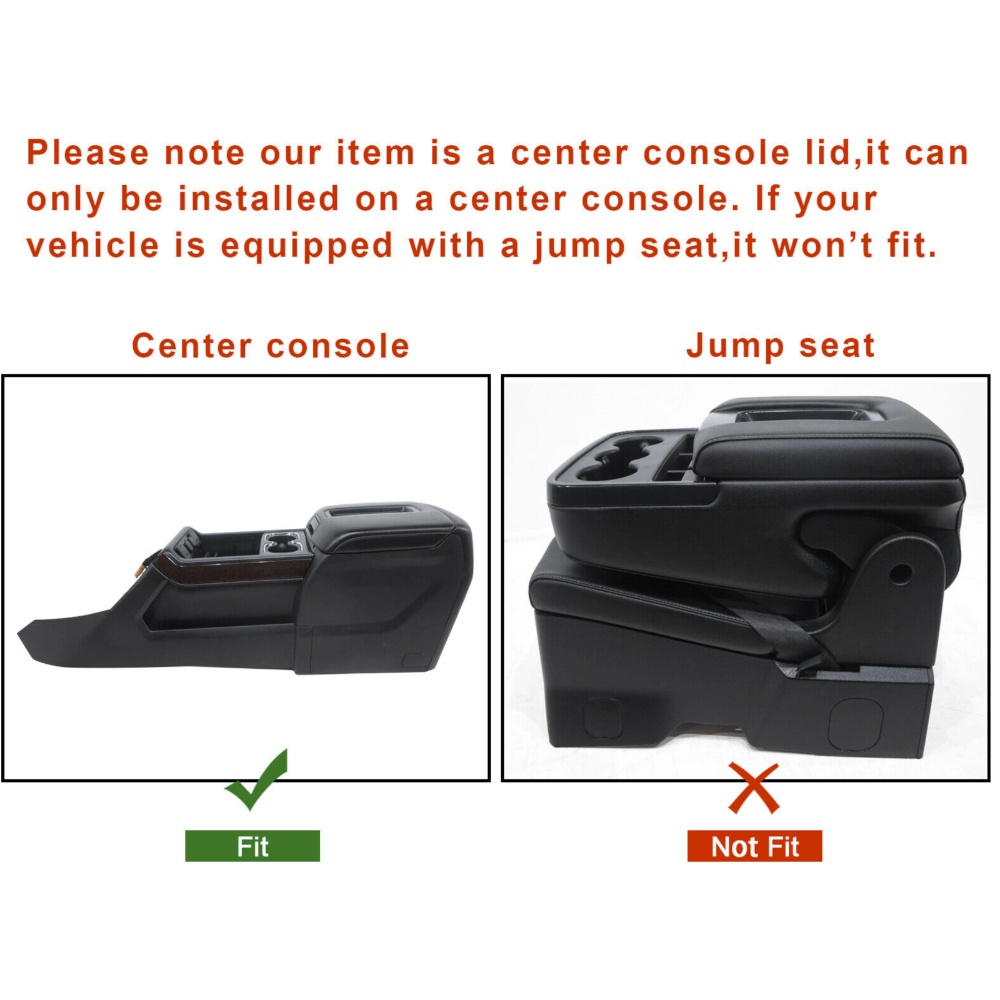 Please note our item is a center console lid,it can
only be installed on a center console. If your
vehicle is equipped with a jump seat,it won’t fit.
Center console
Jump seat
Fit
Not Fit